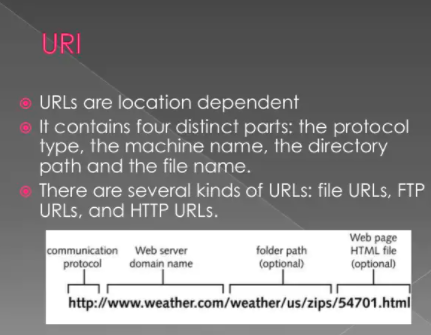 URI
URLs are location dependent
It contains four distinct parts: the protocol
type, the machine name, the directory
path and the file name.
There are several kinds of URLs: file URLs, FTP
URLs, and HTTP URLs.
communication
protocol
Web server
domain name
folder path
(optional)
Web page
HTML file
(optional)
http://www.weather.com/weather/us/zips/54701.html